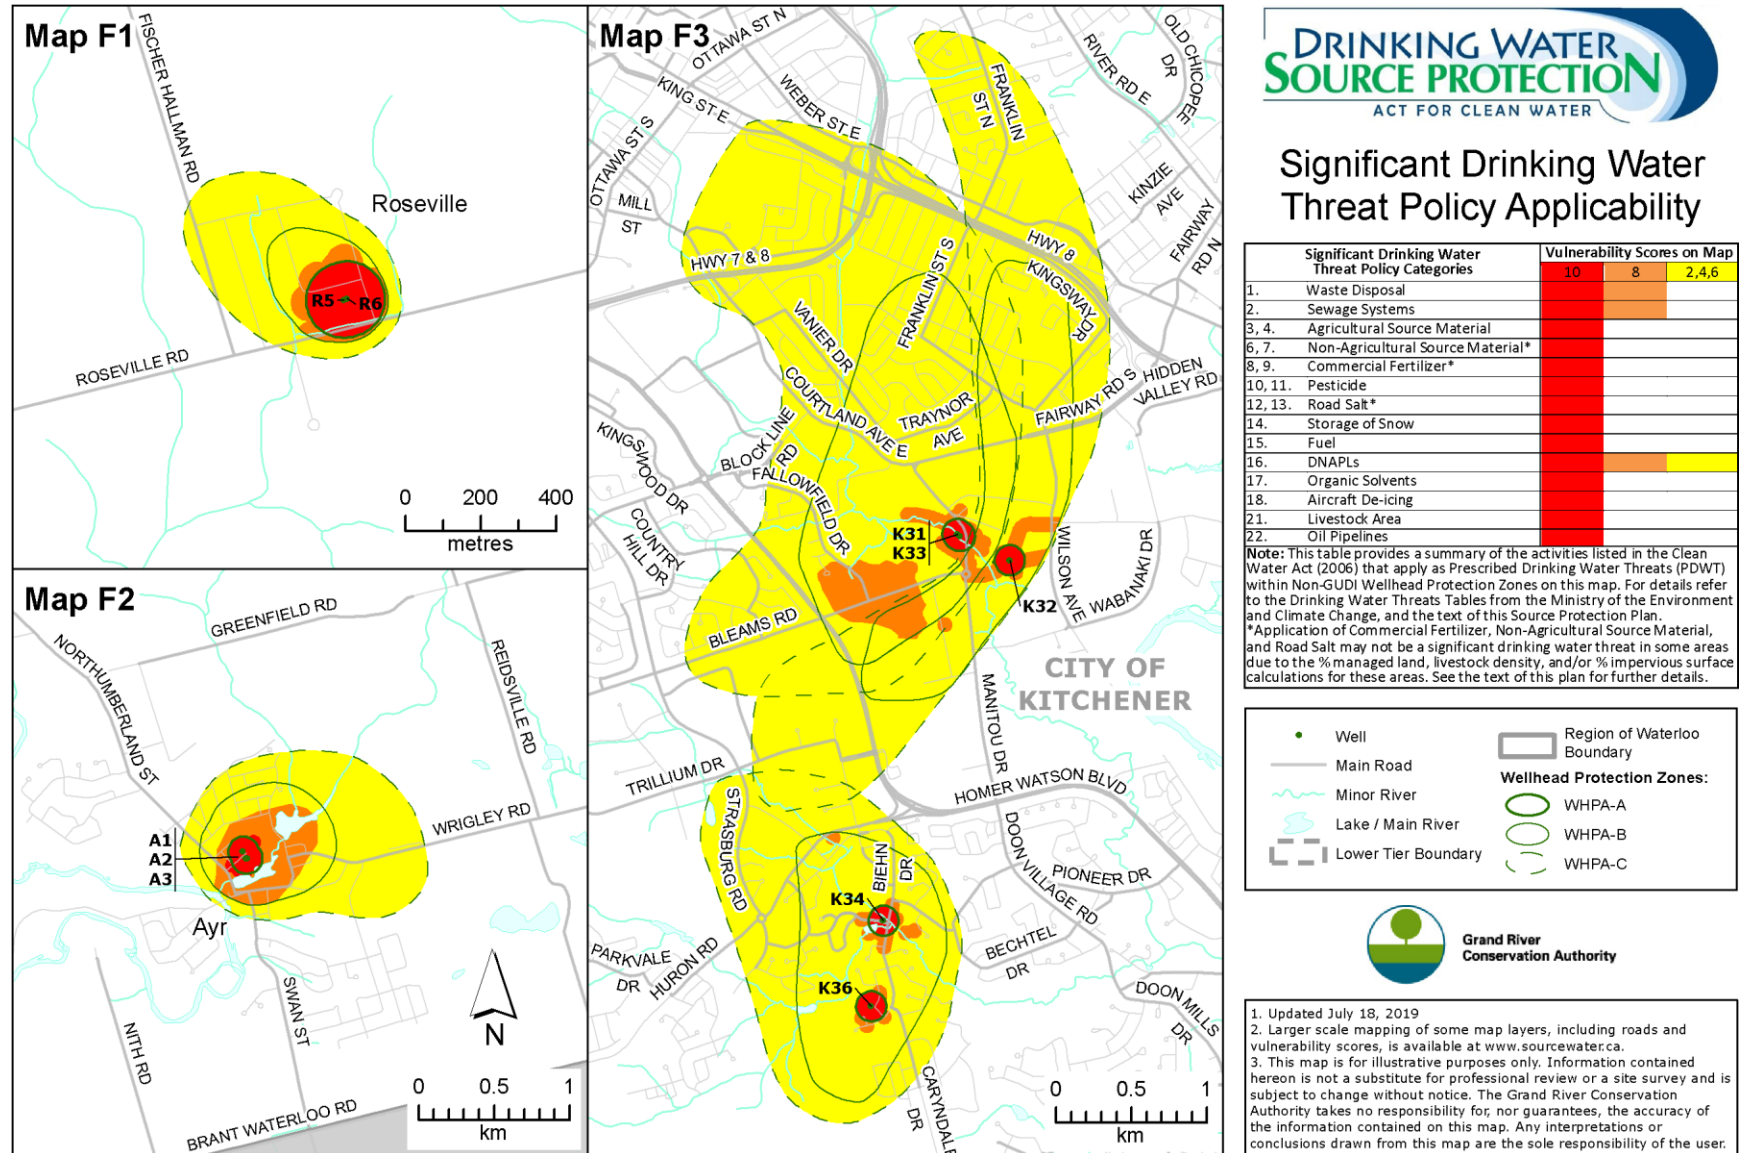 Map F1
FISCHER HALLMAN RD
Roseville
R5
R6
ROSEVILLE RD
0 200 400
metres
Map F2
GREENFIELD RD
NORTHUMBERLAND ST
REIDSVILLE RD
WRIGLEY RD
A1
A2
A3
Ayr
SWAN ST
NITH RD
N
BRANT WATERLOO RD
0 0.5 1
km
Map F3
OTTAWA ST N
KING ST E
WEBER ST E
OTTAWA ST S
MILL
ST
HWY 7 & 8
FRANKLIN
ST N
RIVER RD E
OLD CHICOPEE
DR
KINZIE
AVE
FAIRWAY
RD N
HWY 8
KINGSWAY
DR
FRANKLIN ST S
VANIER DR
COURTLAND AVE E
TRAYNOR
AVE
FAIRWAY RD S
HIDDEN
VALLEY RD
BLOCK LINE
RD
KINGSWOOD DR
FALLOWFIELD DR
COUNTRY
HILL DR
K31
K33
K32
WILSON AVE
WABANAKI DR
BLEAMS RD
CITY OF
KITCHENER
MANITOU DR
TRILLIUM DR
HOMER WATSON BLVD
STRASBURG RD
BIEHN
DR
DOON VILLAGE RD
PIONEER DR
K34
BECHTEL
DR
PARKVALE
DR
HURON RD
K36
DOON MILLS
DR
CARYNDALE
DR
0 0.5 1
km
DRINKING WATER
SOURCE PROTECTION
ACT FOR CLEAN WATER
Significant Drinking Water
Threat Policy Applicability
Significant Drinking Water
Threat Policy Categories
Vulnerability Scores on Map
10 8 2,4,6
1. Waste Disposal
2. Sewage Systems
3, 4. Agricultural Source Material
6, 7. Non-Agricultural Source Material*
8, 9. Commercial Fertilizer*
10, 11. Pesticide
12, 13. Road Salt*
14. Storage of Snow
15. Fuel
16. DNAPLs
17. Organic Solvents
18. Aircraft De-icing
21. Livestock Area
22. Oil Pipelines
Note: This table provides a summary of the activities listed in the Clean
Water Act (2006) that apply as Prescribed Drinking Water Threats (PDWT)
within Non-GUDI Wellhead Protection Zones on this map. For details refer
to the Drinking Water Threats Tables from the Ministry of the Environment
and Climate Change, and the text of this Source Protection Plan.
*Application of Commercial Fertilizer, Non-Agricultural Source Material,
and Road Salt may not be a significant drinking water threat in some areas
due to the % managed land, livestock density, and/or % impervious surface
calculations for these areas. See the text of this plan for further details.
Well
Main Road
Minor River
Lake / Main River
Lower Tier Boundary
Region of Waterloo
Boundary
Wellhead Protection Zones:
WHPA-A
WHPA-B
WHPA-C
Grand River
Conservation Authority
1. Updated July 18, 2019
2. Larger scale mapping of some map layers, including roads and
vulnerability scores, is available at www.sourcewater.ca.
3. This map is for illustrative purposes only. Information contained
hereon is not a substitute for professional review or a site survey and is
subject to change without notice. The Grand River Conservation
Authority takes no responsibility for, nor guarantees, the accuracy of
the information contained on this map. Any interpretations or
conclusions drawn from this map are the sole responsibility of the user.